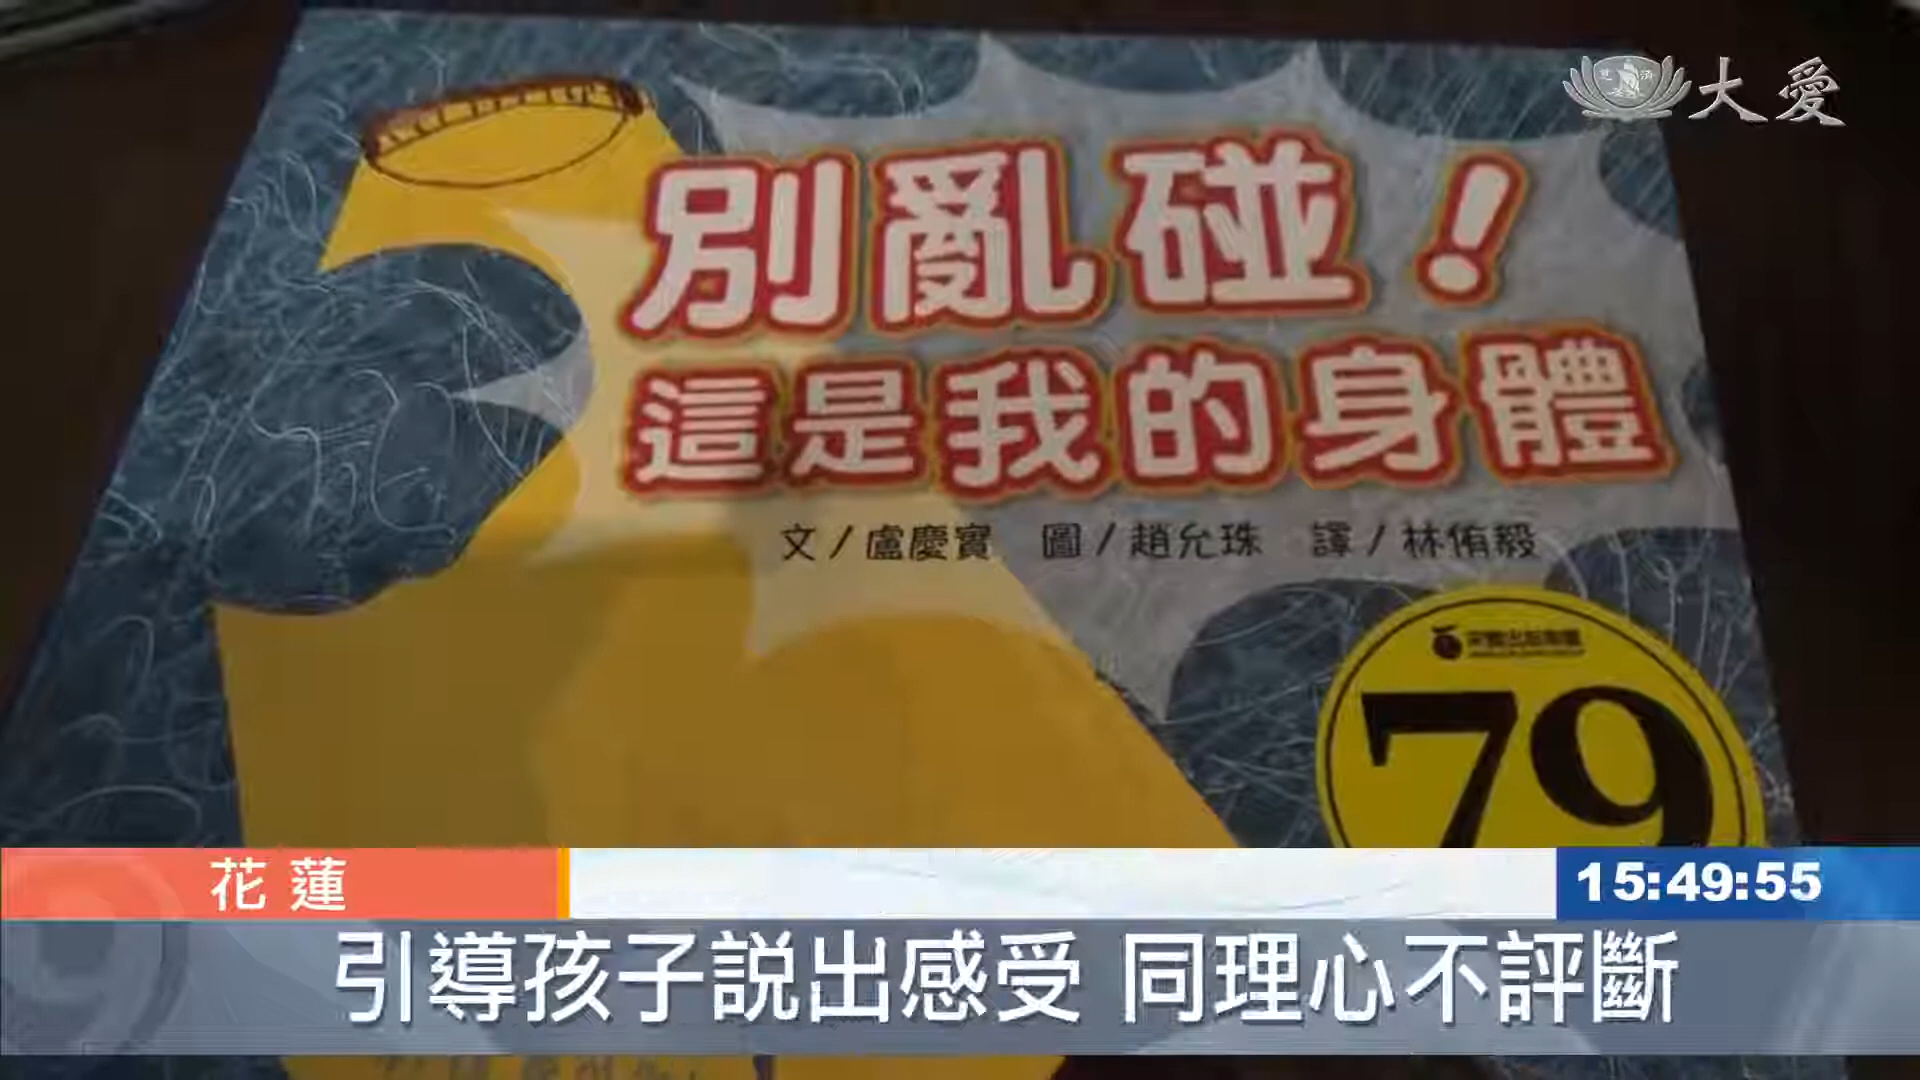 大愛
別亂碰！
這是我的身體
文/盧慶實 圖/趙允珠 譯/林侑毅
79
花蓮
15:49:55
引導孩子說出感受 同理心不評斷